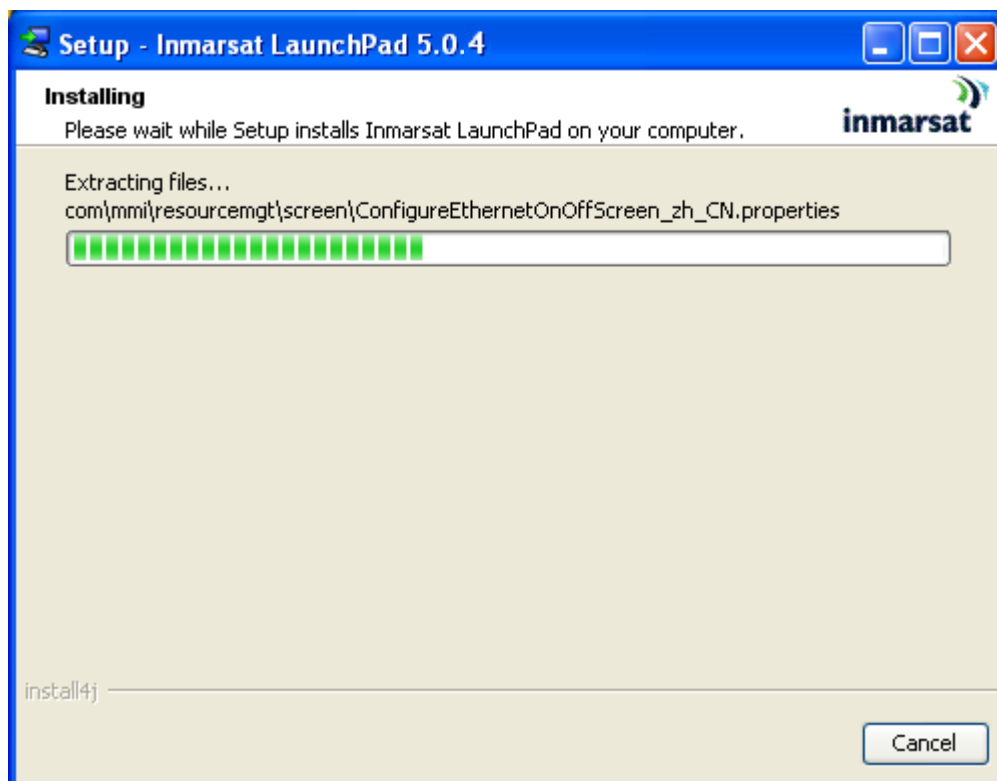 Setup - Inmarsat LaunchPad 5.0.4
Installing
Please wait while Setup installs Inmarsat LaunchPad on your computer.
inmarsat
Extracting files...
com\mmi\resourcemgt\screen\ConfigureEthernetOnOffScreen_zh_CN.properties
install4j
Cancel